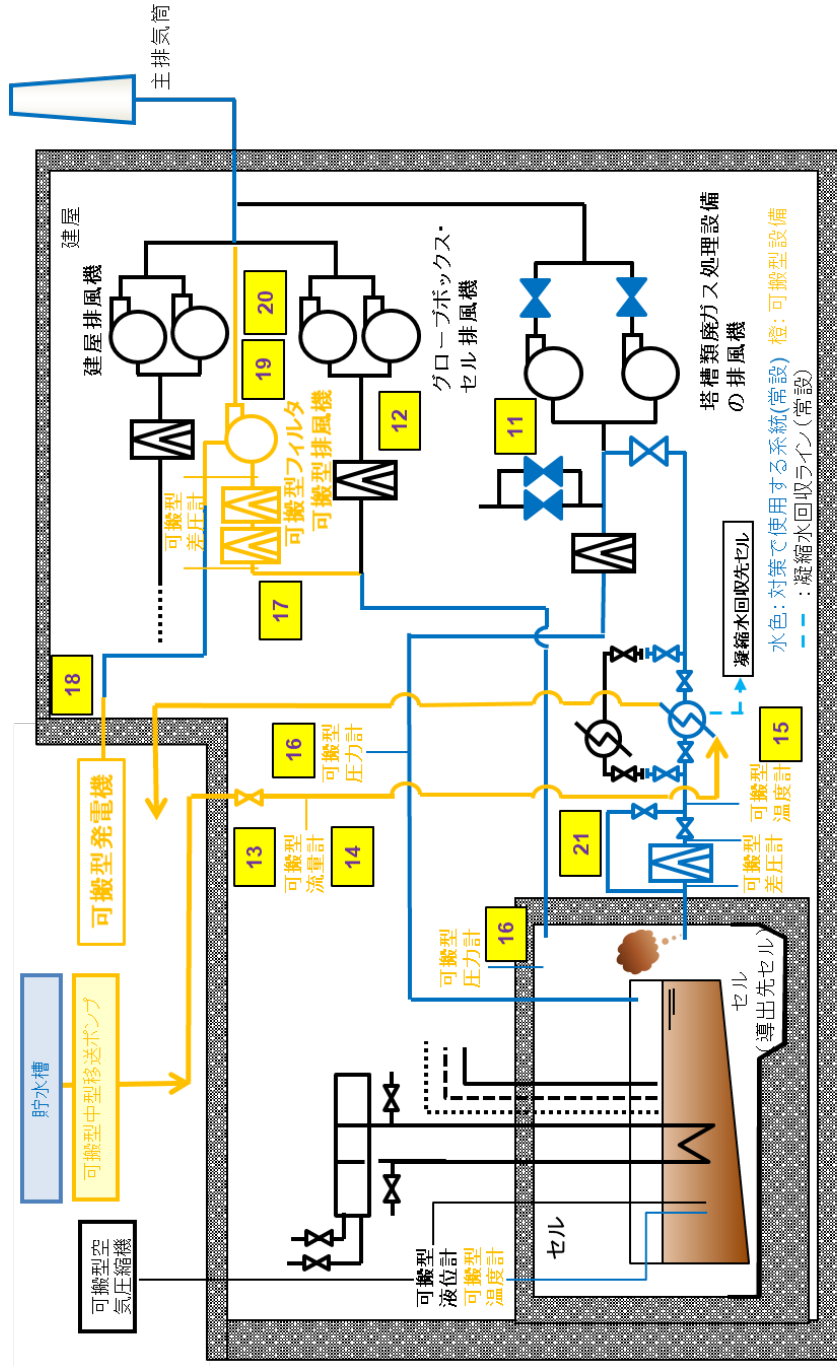 貯水槽
可搬型中型移送ポンプ
可搬型空
気圧縮機
可搬型発電機
18
建屋
主排気筒
建屋排風機
可搬型
差圧計
可搬型フィルタ
可搬型排風機
19
20
17
12
グローブボックス・
セル排風機
11
塔槽類廃ガス処理設備
の排風機
16
可搬型
圧力計
13
可搬型
流量計
14
可搬型
圧力計
16
21
可搬型
差圧計
可搬型
温度計
15
凝縮水回収先セル
可搬型
液位計
可搬型
温度計
セル
セル
(導出先セル)
水色:対策で使用する系統(常設) 橙:可搬型設備
:凝縮水回収ライン(常設)